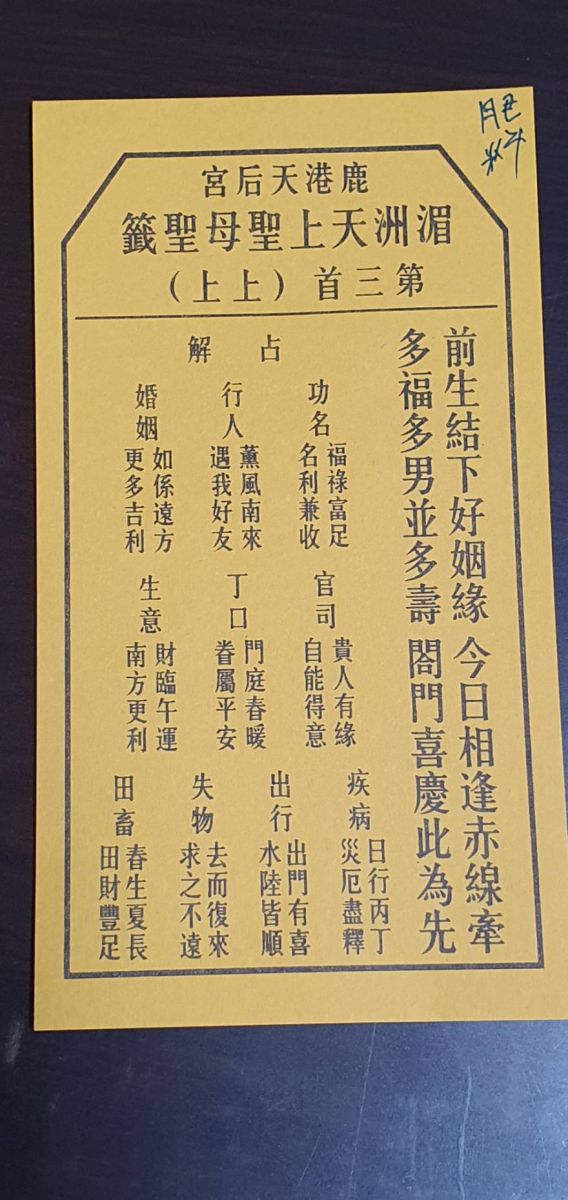 肥料
鹿港天后宮
湄洲天上聖母聖籤
第三首（上上）
前生結下好姻緣 今日相逢赤線牽
多福多男並多壽 閤門喜慶此為先
占解
功名
福祿富足
名利兼收
官司
貴人有緣
自能得意
疾病
日行丙丁
災厄盡釋
行人
薰風南來
遇我好友
丁口
門庭春暖
眷屬平安
出行
出門有喜
水陸皆順
婚姻
如係遠方
更多吉利
生意
財臨午運
南方更利
失物
去而復來
求之不遠
田畜
春生夏長
田財豐足